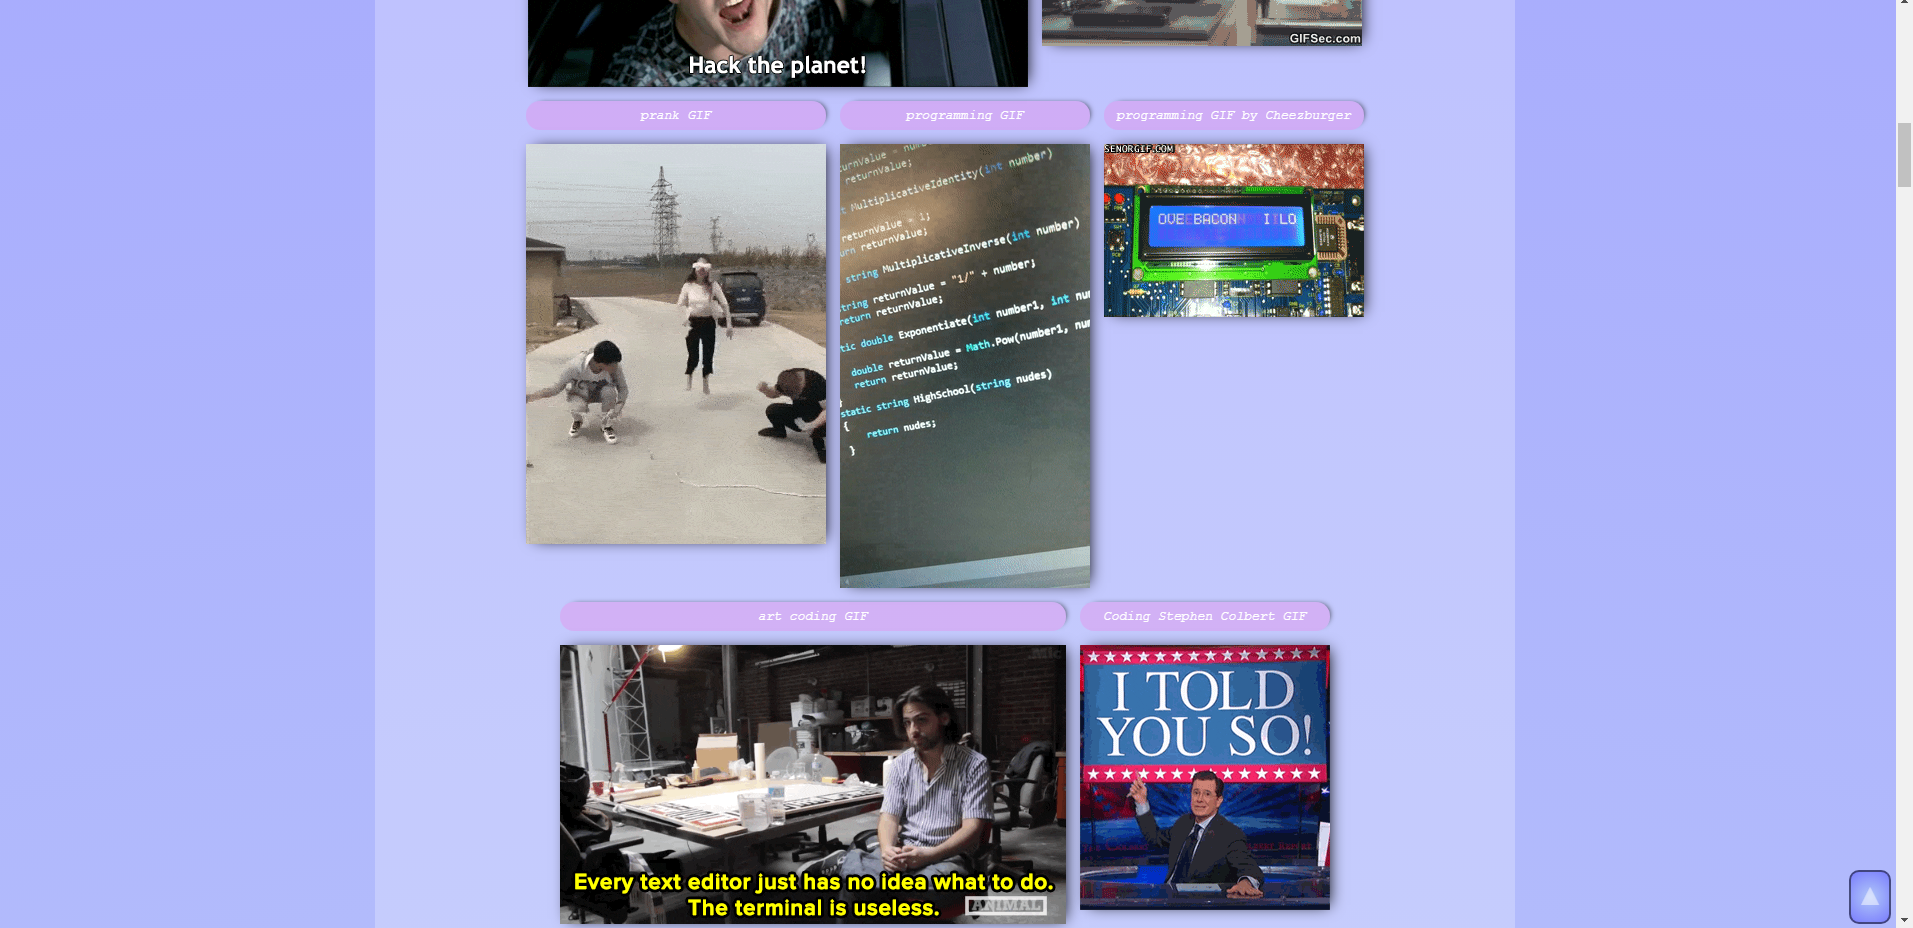 Hack the planet!
GIFSec.com
prank GIF
programming GIF
programming GIF by Cheezburger
returnValue;
MultiplicativeIdentity(int number)
returnValue = 1;
returnValue;
string MultiplicativeInverse(int number)
returnValue = "1/" + number;
return returnValue;
double Exponentiate(int number1, int
double returnValue = Math.Pow(number1,
return returnValue;
static string HighSchool(string nudes)
{
return nudes;
}
SENORGIF.COM
OVE BACON I LO
art coding GIF
Coding Stephen Colbert GIF
Every text editor just has no idea what to do.
The terminal is useless.
ANIMAL
I TOLD
YOU SO!